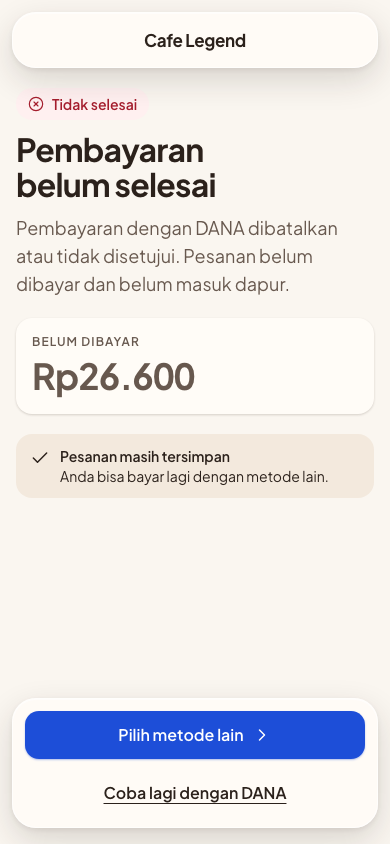 Cafe Legend
Tidak selesai
Pembayaran
belum selesai
Pembayaran dengan DANA dibatalkan
atau tidak disetujui. Pesanan belum
dibayar dan belum masuk dapur.
BELUM DIBAYAR
Rp26.600
Pesanan masih tersimpan
Anda bisa bayar lagi dengan metode lain.
Pilih metode lain
Coba lagi dengan DANA